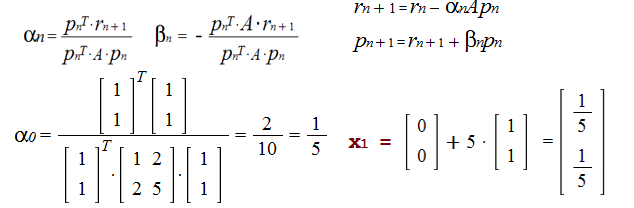 αn = pnᵀ·rn+1 / pnᵀ·A·pn βn = - pnᵀ·A·rn+1 / pnᵀ·A·pn
rn+1=rn−αnApn
pn+1=rn+1+βnpn
α0 = [1 1]ᵀ[1 1] / [1 1]ᵀ·[1 2 2 5]·[1 1] = 2/10 = 1/5
x1 = [0 0] + 5·[1 1] = [1/5 1/5]